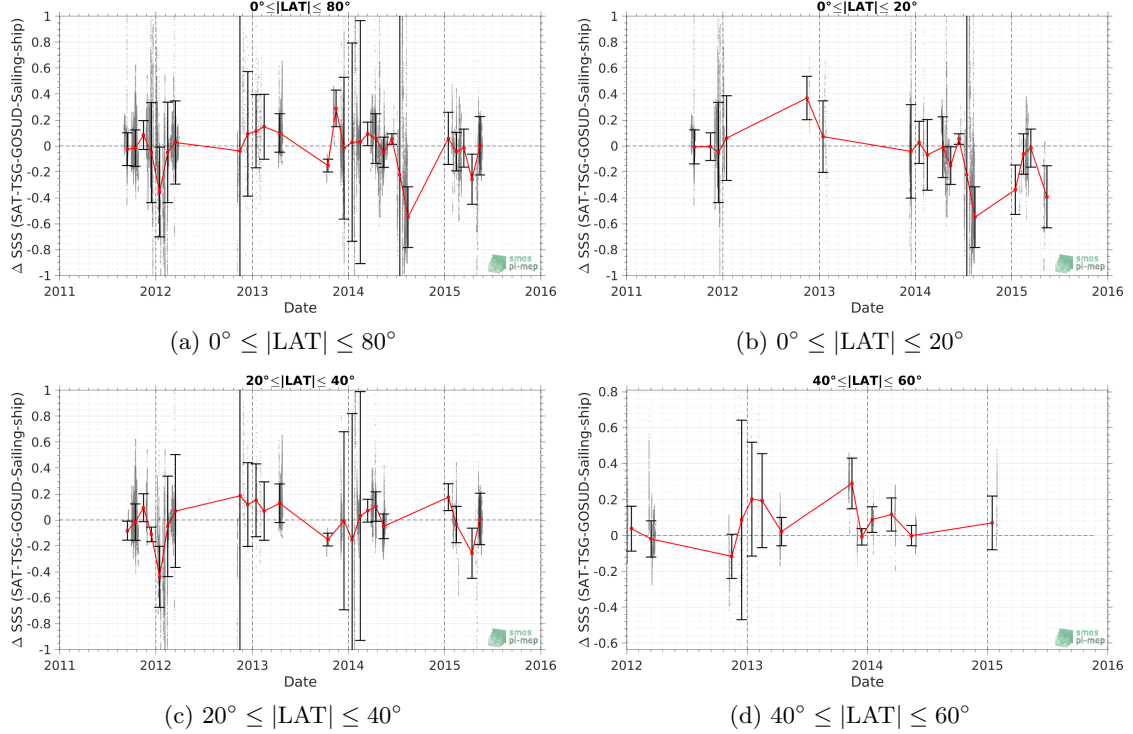 0°≤|LAT|≤ 80°
Δ SSS (SAT-TSG-GOSUD-Sailing-ship)
1
0.8
0.6
0.4
0.2
0
-0.2
-0.4
-0.6
-0.8
-1
2011 2012 2013 2014 2015 2016
Date
smos
pi-mep
(a) 0° ≤ |LAT| ≤ 80°
0°≤|LAT|≤ 20°
Δ SSS (SAT-TSG-GOSUD-Sailing-ship)
1
0.8
0.6
0.4
0.2
0
-0.2
-0.4
-0.6
-0.8
-1
2011 2012 2013 2014 2015 2016
Date
smos
pi-mep
(b) 0° ≤ |LAT| ≤ 20°
20°≤|LAT|≤ 40°
Δ SSS (SAT-TSG-GOSUD-Sailing-ship)
1
0.8
0.6
0.4
0.2
0
-0.2
-0.4
-0.6
-0.8
-1
2011 2012 2013 2014 2015 2016
Date
smos
pi-mep
(c) 20° ≤ |LAT| ≤ 40°
40°≤|LAT|≤ 60°
Δ SSS (SAT-TSG-GOSUD-Sailing-ship)
0.8
0.6
0.4
0.2
0
-0.2
-0.4
-0.6
2012 2013 2014 2015 2016
Date
smos
pi-mep
(d) 40° ≤ |LAT| ≤ 60°